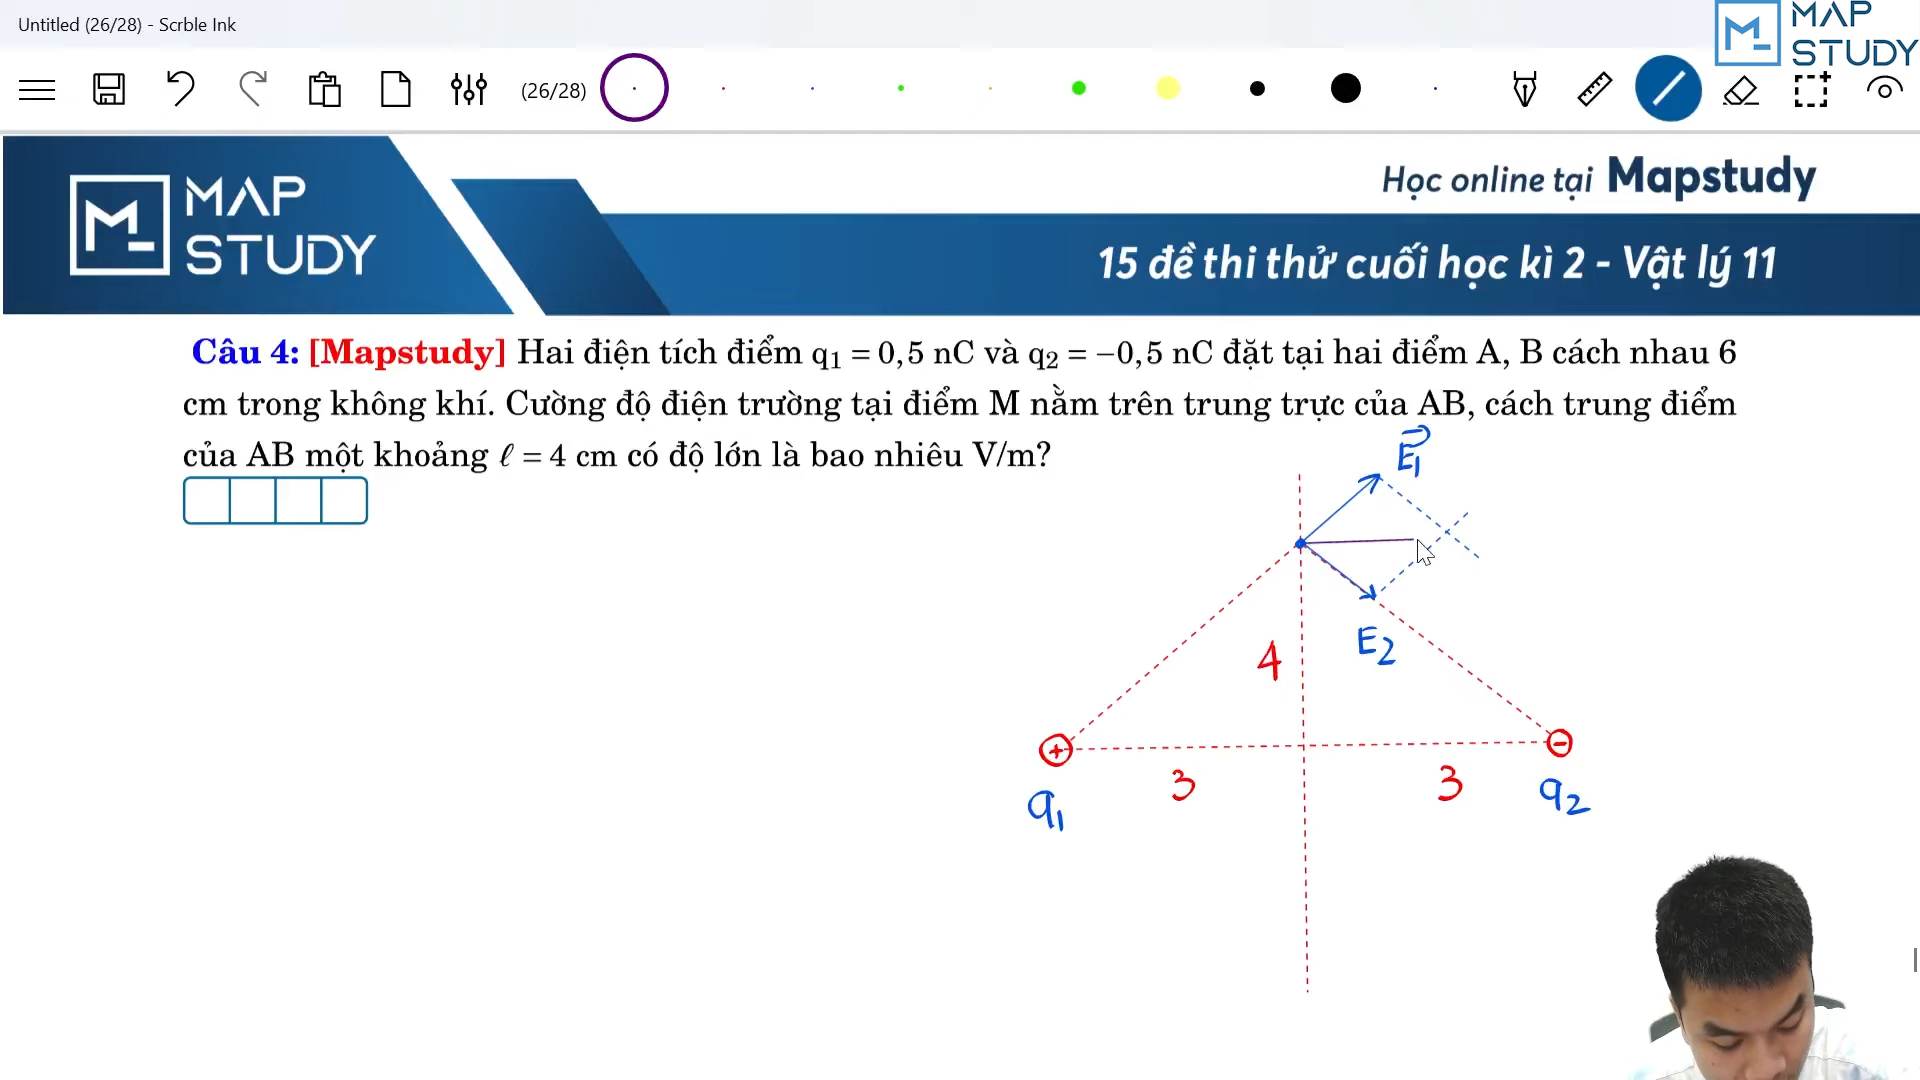 Untitled (26/28) - Scrble Ink
(26/28)
MAP
STUDY
MAP
STUDY
Học online tại Mapstudy
15 đề thi thử cuối học kì 2 - Vật lý 11
Câu 4: [Mapstudy] Hai điện tích điểm q₁ = 0,5 nC và q₂ = −0,5 nC đặt tại hai điểm A, B cách nhau 6
cm trong không khí. Cường độ điện trường tại điểm M nằm trên trung trực của AB, cách trung điểm
của AB một khoảng ℓ = 4 cm có độ lớn là bao nhiêu V/m?
E₁
E₂
4
+
−
3
3
q₁
q₂